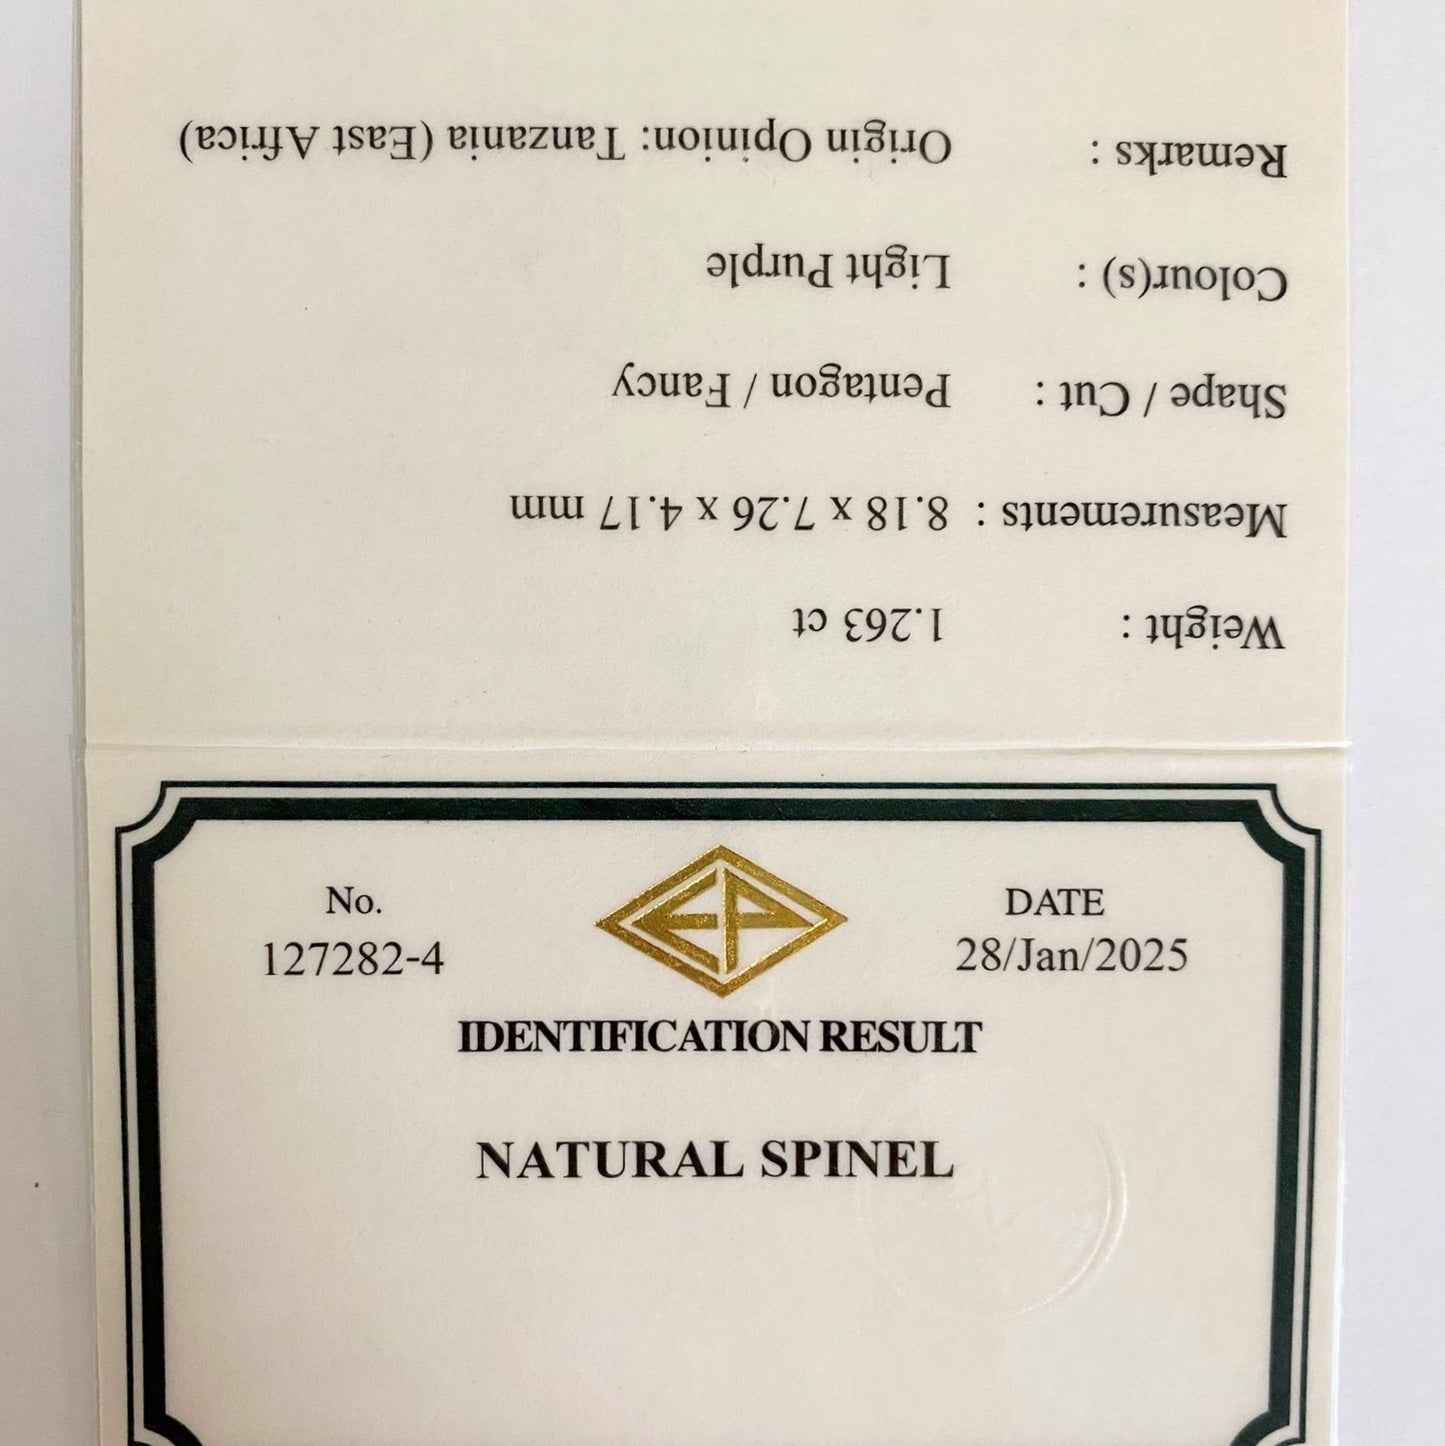 Weight : 1.263 ct
Measurements : 8.18 x 7.26 x 4.17 mm
Shape / Cut : Pentagon / Fancy
Colour(s) : Light Purple
Remarks : Origin Opinion: Tanzania (East Africa)
No.
127282-4
EP
DATE
28/Jan/2025
IDENTIFICATION RESULT
NATURAL SPINEL